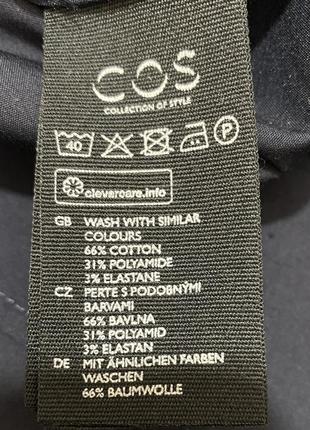 COS
COLLECTION OF STYLE
40 P
clevercare.info
GB WASH WITH SIMILAR
COLOURS
66% COTTON
31% POLYAMIDE
3% ELASTANE
CZ PERTE S PODOBNÝMI
BARVAMI
66% BAVLNA
31% POLYAMID
3% ELASTAN
DE MIT ÄHNLICHEN FARBEN
WASCHEN
66% BAUMWOLLE